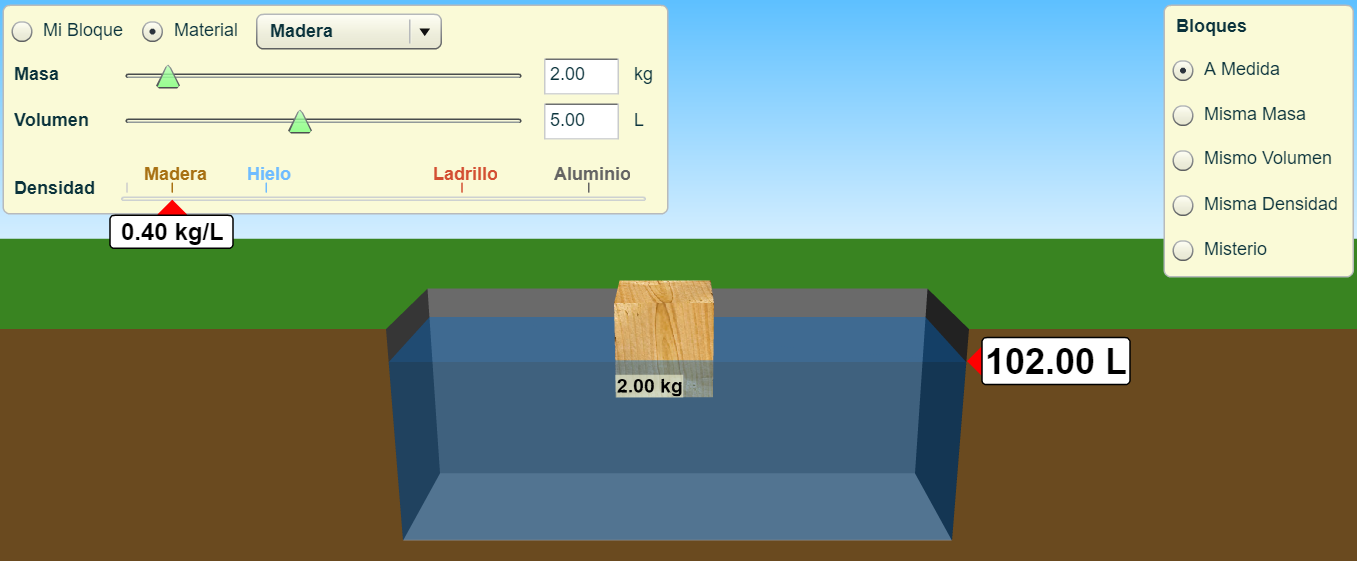 Mi Bloque Material Madera
Masa 2.00 kg
Volumen 5.00 L
Madera Hielo Ladrillo Aluminio
Densidad
0.40 kg/L
Bloques
A Medida
Misma Masa
Mismo Volumen
Misma Densidad
Misterio
2.00 kg
102.00 L